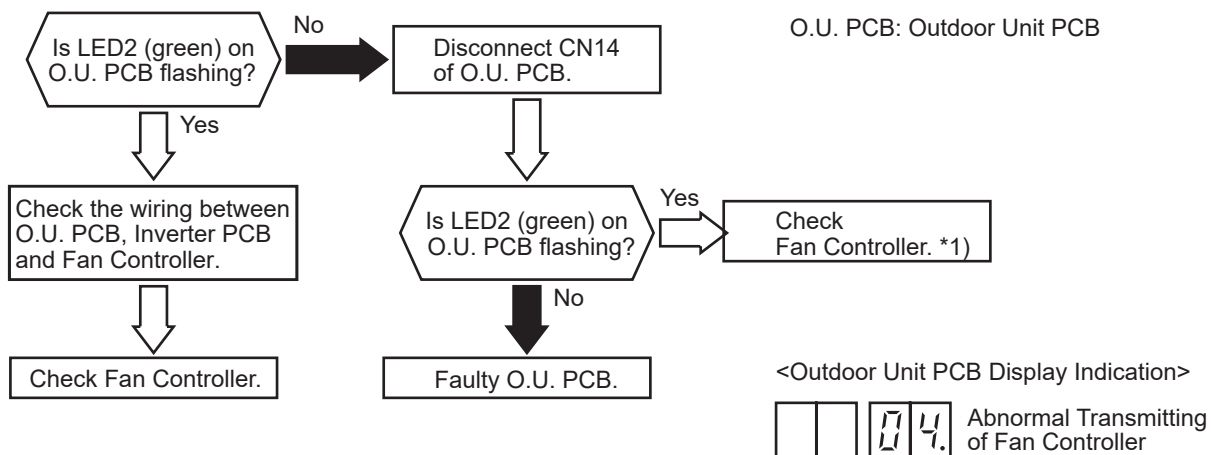 Is LED2 (green) on
O.U. PCB flashing?
No
Disconnect CN14
of O.U. PCB.
O.U. PCB: Outdoor Unit PCB
Yes
Check the wiring between
O.U. PCB, Inverter PCB
and Fan Controller.
Is LED2 (green) on
O.U. PCB flashing?
Yes
Check
Fan Controller. *1)
No
Check Fan Controller.
Faulty O.U. PCB.
<Outdoor Unit PCB Display Indication>
04.
Abnormal Transmitting
of Fan Controller